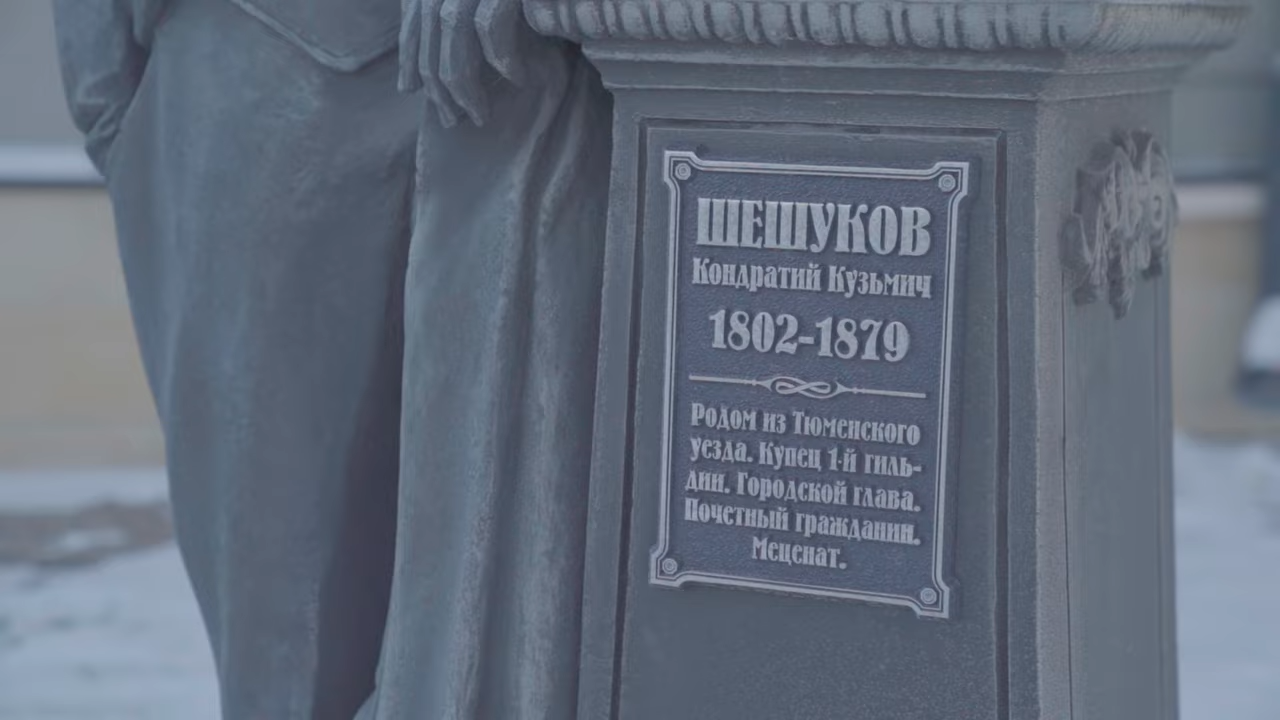 ШЕШУКОВ
Кондратий Кузьмич
1802-1879
Родом из Тюменского
уезда. Купец 1-й гиль-
дии. Городской глава.
Почетный гражданин.
Меценат.